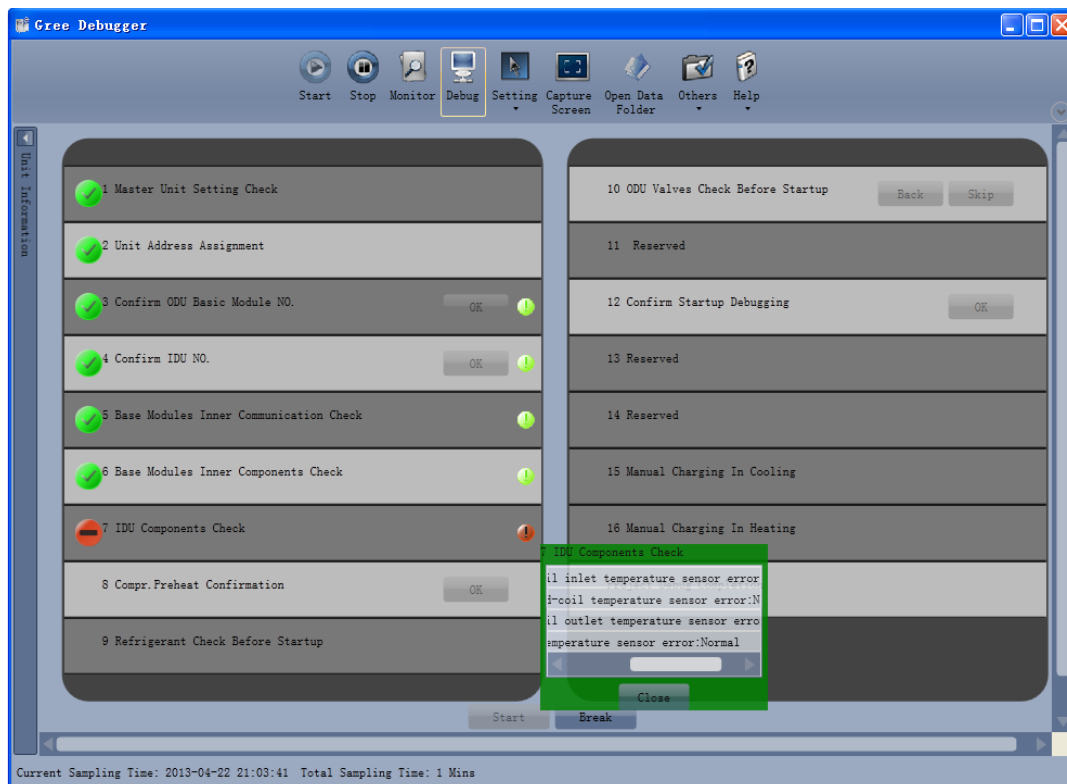 Gree Debugger
Start Stop Monitor Debug Setting Capture Screen Open Data Folder Others Help
Unit Information
1 Master Unit Setting Check
2 Unit Address Assignment
3 Confirm ODU Basic Module NO. OK
4 Confirm IDU NO. OK
5 Base Modules Inner Communication Check
6 Base Modules Inner Components Check
7 IDU Components Check
8 Compr.Preheat Confirmation OK
9 Refrigerant Check Before Startup
10 ODU Valves Check Before Startup Back Skip
11 Reserved
12 Confirm Startup Debugging OK
13 Reserved
14 Reserved
15 Manual Charging In Cooling
16 Manual Charging In Heating
7 IDU Components Check
il inlet temperature sensor error
d-coil temperature sensor error:N
il outlet temperature sensor erro
emperature sensor error:Normal
Close
Start Break
Current Sampling Time: 2013-04-22 21:03:41 Total Sampling Time: 1 Mins